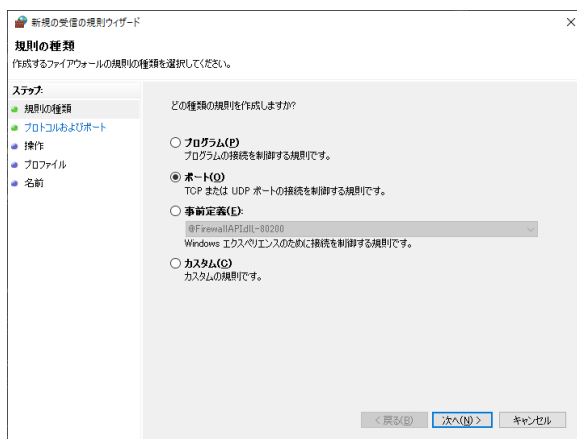 新規の受信の規則ウィザード
規則の種類
作成するファイアウォールの規則の種類を選択してください。
ステップ:
規則の種類
プロトコルおよびポート
操作
プロファイル
名前
どの種類の規則を作成しますか?
プログラム(P)
プログラムの接続を制御する規則です。
ポート(O)
TCP または UDP ポートの接続を制御する規則です。
事前定義(E):
@FirewallAPI.dll,-80200
Windows エクスペリエンスのために接続を制御する規則です。
カスタム(C)
カスタムの規則です。
< 戻る(B)
次へ(N) >
キャンセル